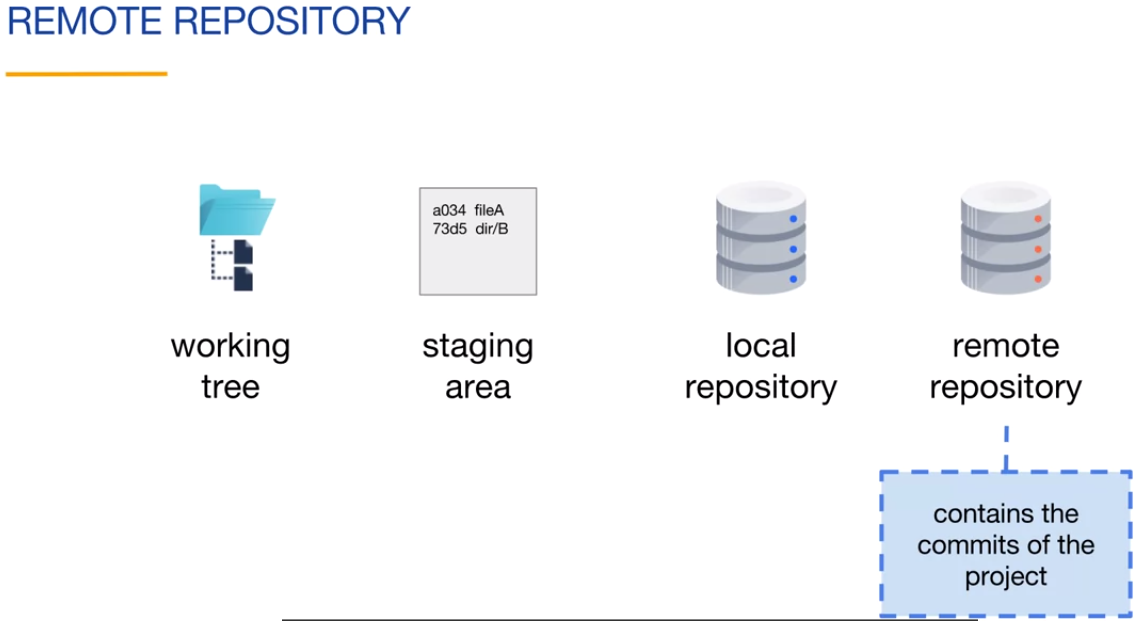 REMOTE REPOSITORY
a034 fileA
73d5 dir/B
working
tree
staging
area
local
repository
remote
repository
contains the
commits of the
project